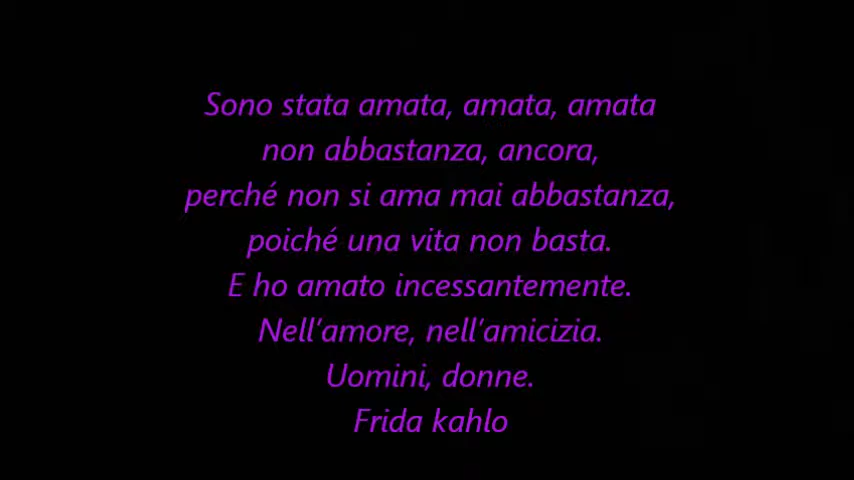 Sono stata amata, amata, amata
non abbastanza, ancora,
perché non si ama mai abbastanza,
poiché una vita non basta.
E ho amato incessantemente.
Nell'amore, nell'amicizia.
Uomini, donne.
Frida kahlo